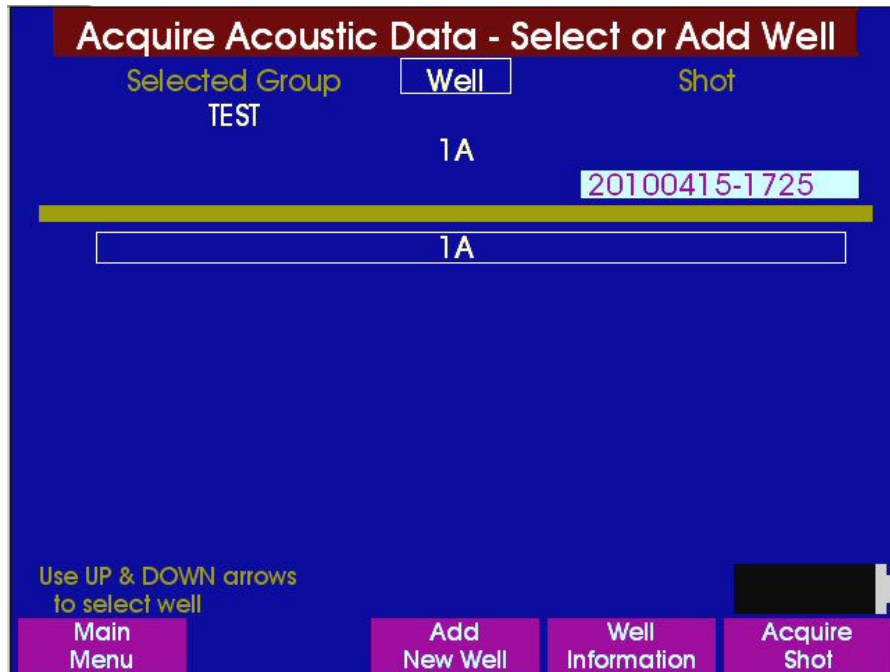 Acquire Acoustic Data - Select or Add Well
Selected Group Well Shot
TEST
1A
20100415-1725
1A
Use UP & DOWN arrows
to select well
Main Menu
Add New Well
Well Information
Acquire Shot